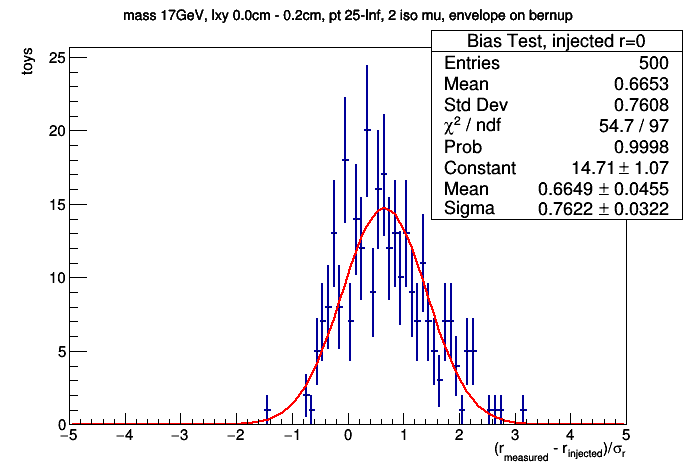 mass 17GeV, lxy 0.0cm - 0.2cm, pt 25-Inf, 2 iso mu, envelope on bernup
Bias Test, injected r=0
Entries 500
Mean 0.6653
Std Dev 0.7608
χ² / ndf 54.7 / 97
Prob 0.9998
Constant 14.71 ± 1.07
Mean 0.6649 ± 0.0455
Sigma 0.7622 ± 0.0322
toys
25
20
15
10
5
0
−5 −4 −3 −2 −1 0 1 2 3 4 5
(r_measured - r_injected)/σ_r